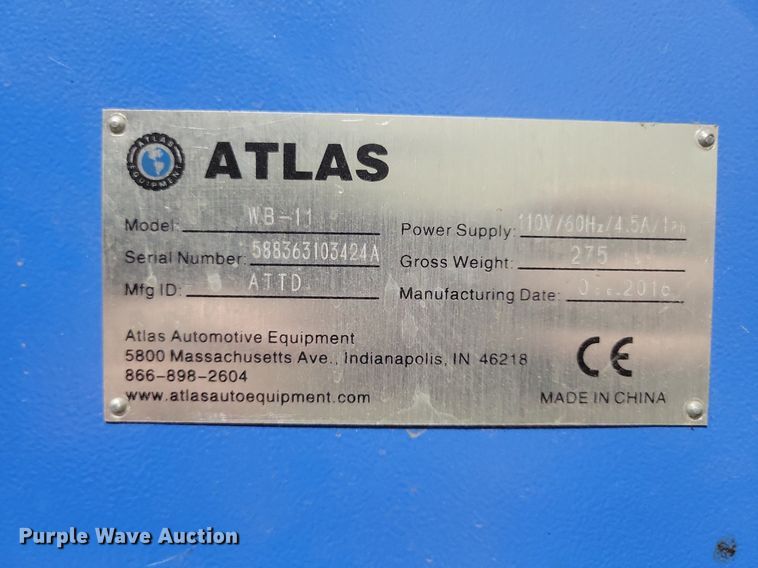 ATLAS EQUIPMENT
ATLAS
Model: WB-11
Serial Number: 588363103424A
Mfg ID: ATTD
Power Supply: 110V/60Hz/4.5A/1Ph
Gross Weight: 275
Manufacturing Date:
Atlas Automotive Equipment
5800 Massachusetts Ave., Indianapolis, IN 46218
866-898-2604
www.atlasautoequipment.com
CE
MADE IN CHINA
Purple Wave Auction